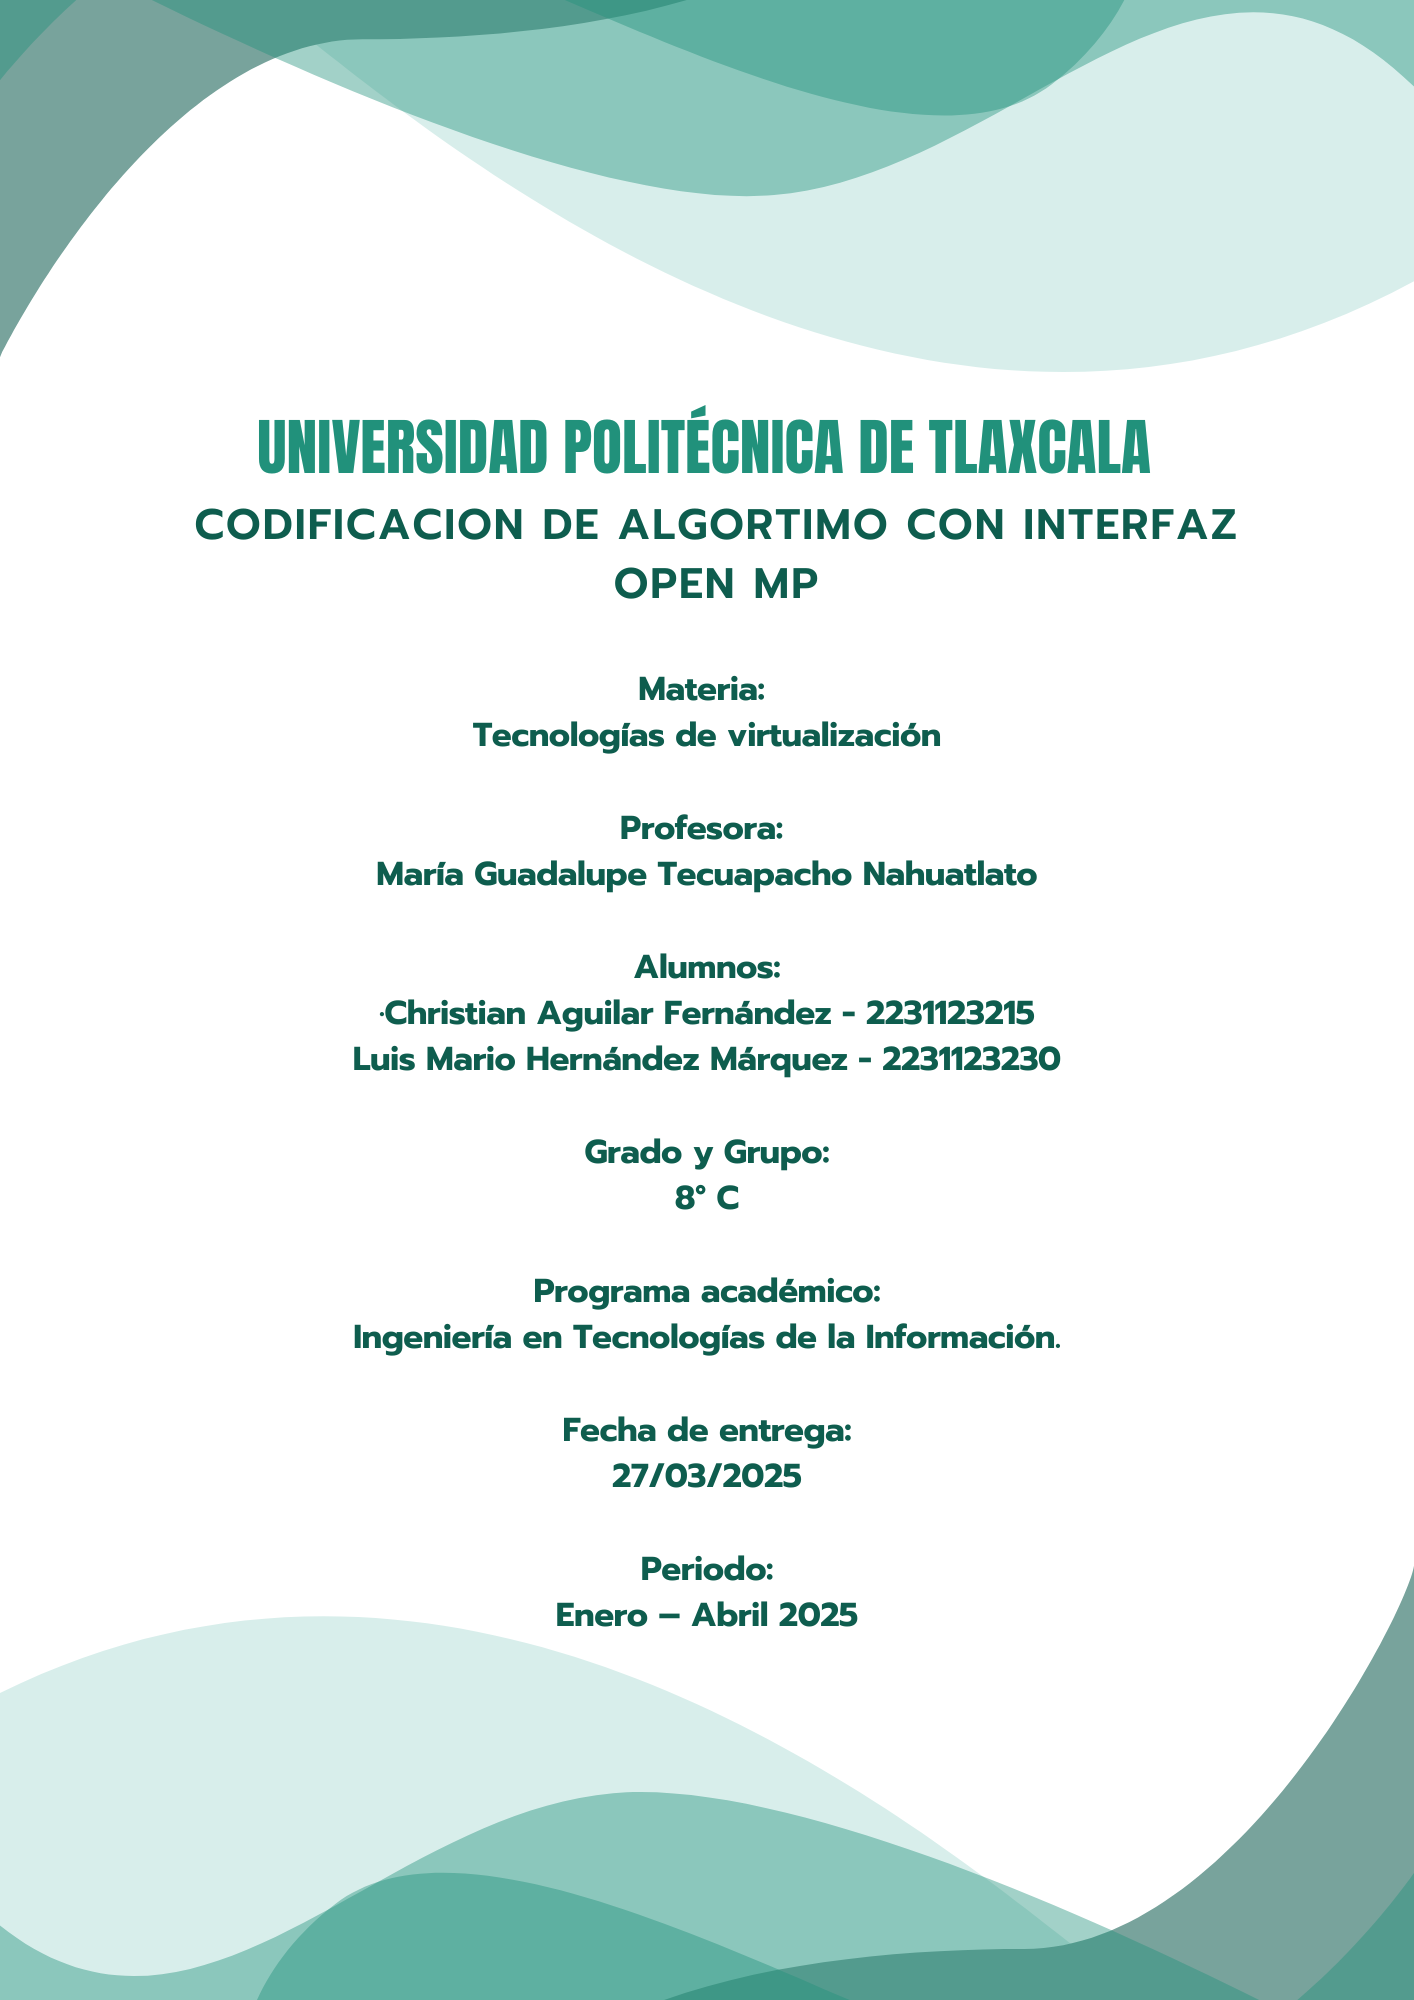 UNIVERSIDAD POLITÉCNICA DE TLAXCALA
CODIFICACION DE ALGORTIMO CON INTERFAZ
OPEN MP
Materia:
Tecnologías de virtualización
Profesora:
María Guadalupe Tecuapacho Nahuatlato
Alumnos:
·Christian Aguilar Fernández - 2231123215
Luis Mario Hernández Márquez - 2231123230
Grado y Grupo:
8° C
Programa académico:
Ingeniería en Tecnologías de la Información.
Fecha de entrega:
27/03/2025
Periodo:
Enero – Abril 2025